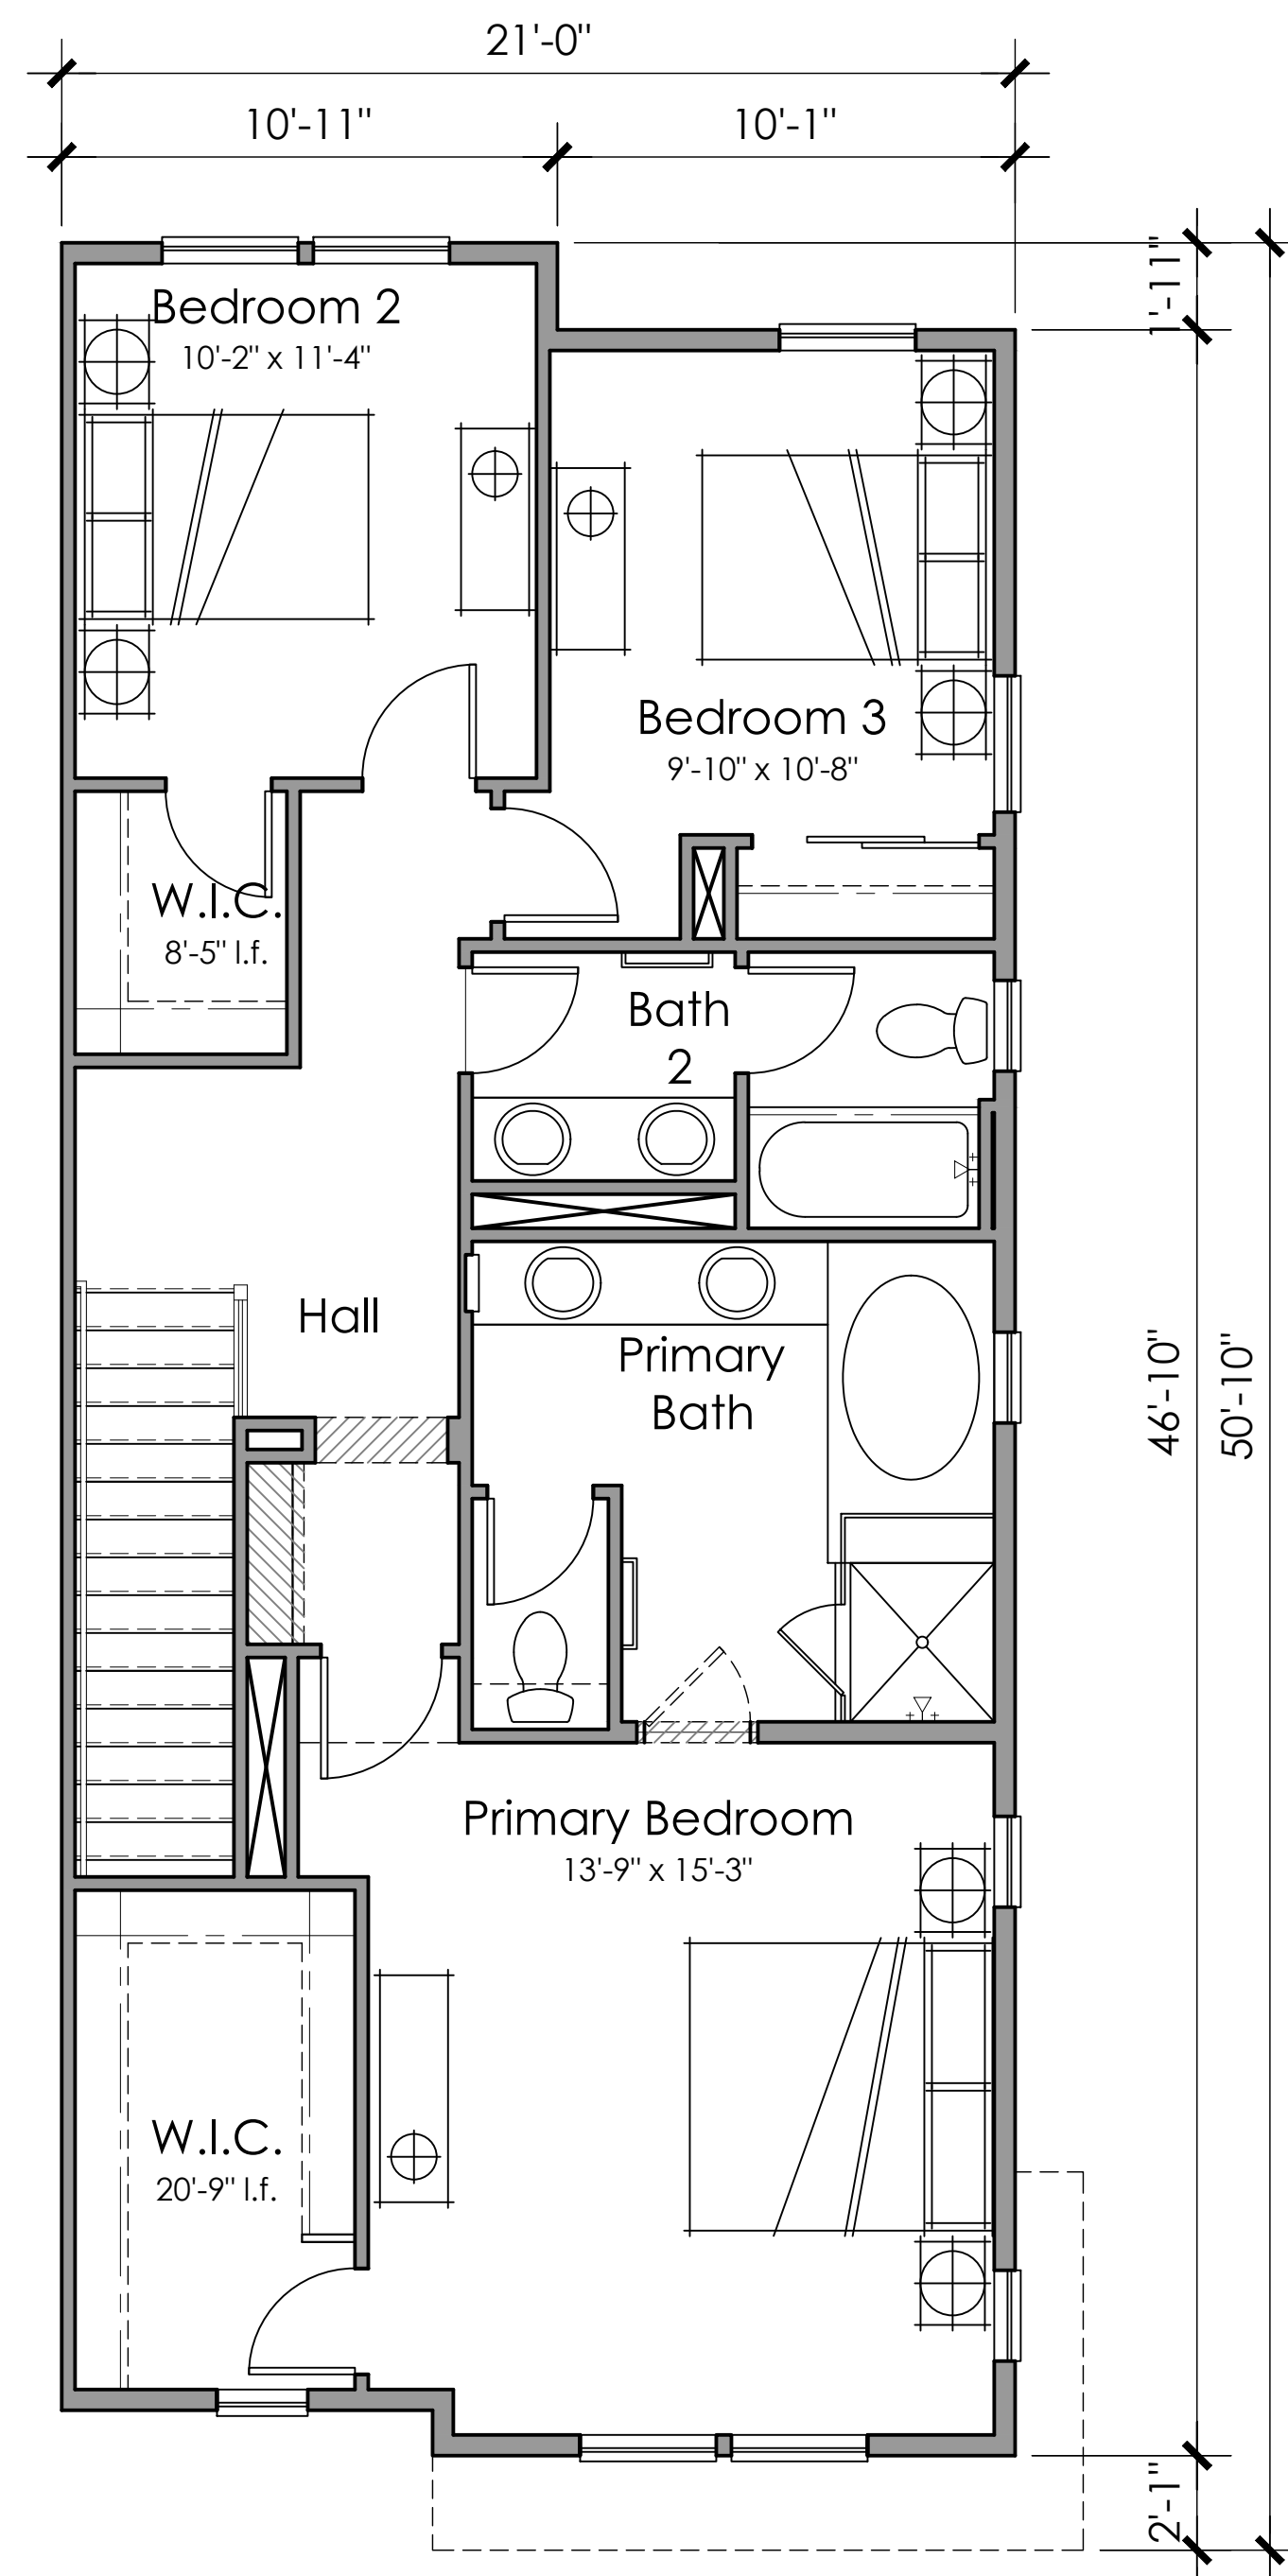 21'-0"
10'-11"
10'-1"
1'-11"
Bedroom 2
10'-2" x 11'-4"
Bedroom 3
9'-10" x 10'-8"
W.I.C.
8'-5" l.f.
Bath
2
Hall
Primary
Bath
46'-10"
50'-10"
Primary Bedroom
13'-9" x 15'-3"
W.I.C.
20'-9" l.f.
2'-1"